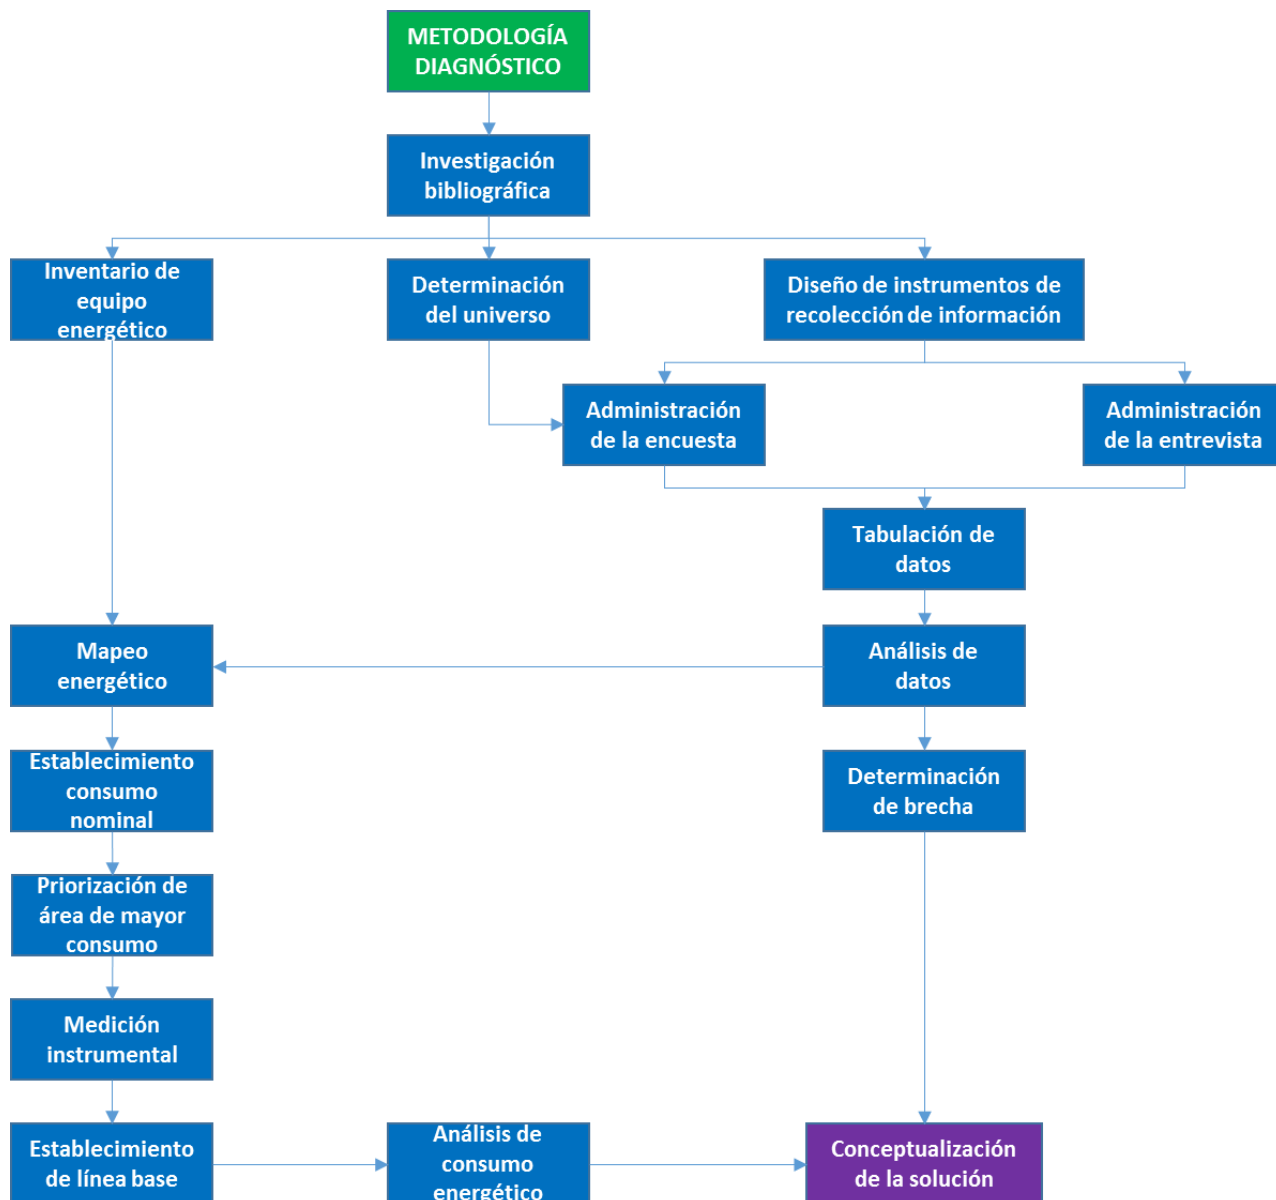 METODOLOGÍA
DIAGNÓSTICO
Investigación
bibliográfica
Inventario de
equipo
energético
Determinación
del universo
Diseño de instrumentos de
recolección de información
Administración
de la encuesta
Administración
de la entrevista
Tabulación de
datos
Mapeo
energético
Análisis de
datos
Establecimiento
consumo
nominal
Determinación
de brecha
Priorización de
área de mayor
consumo
Medición
instrumental
Establecimiento
de línea base
Análisis de
consumo
energético
Conceptualización
de la solución